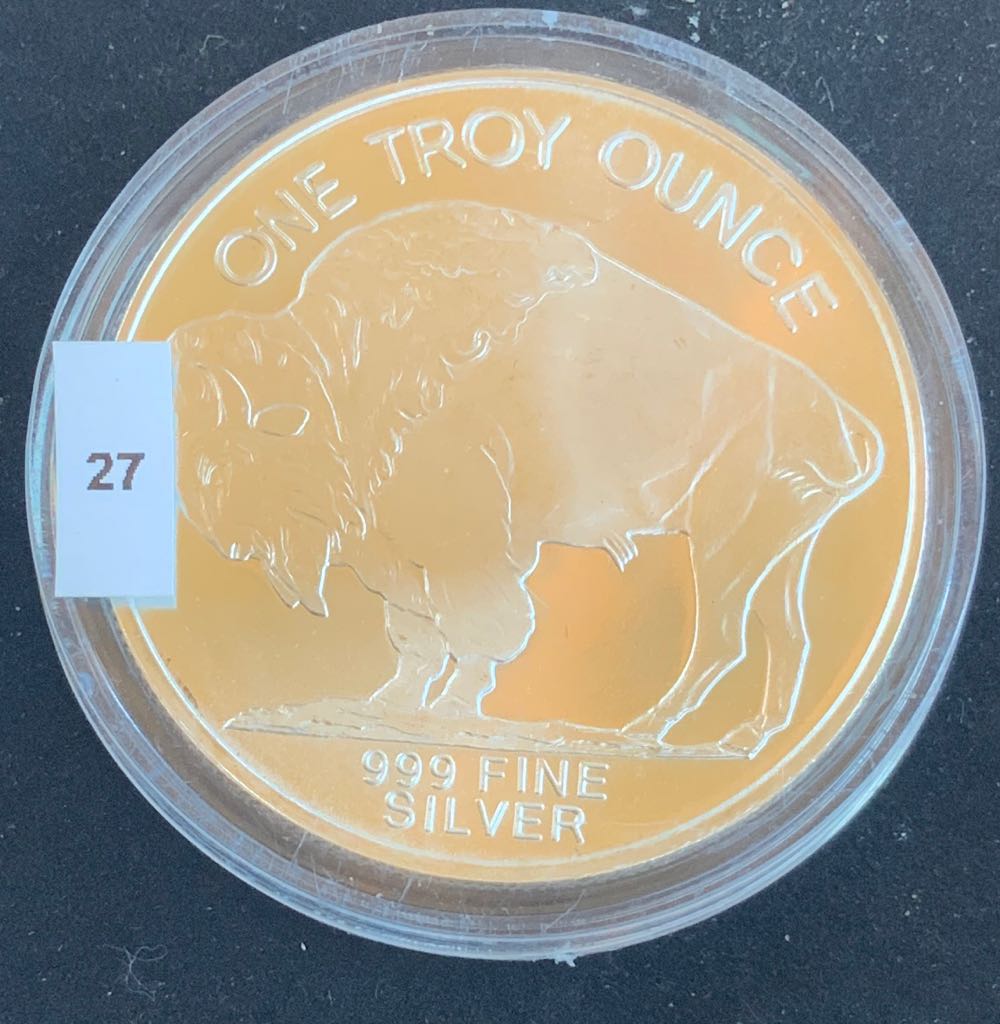 ONE TROY OUNCE
27
999 FINE
SILVER